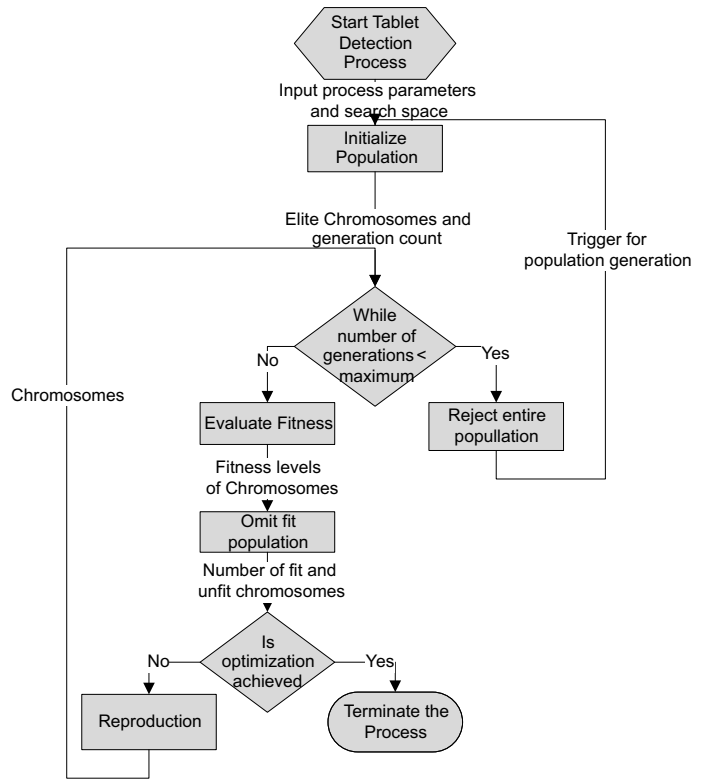 Start Tablet
Detection
Process
Input process parameters
and search space
Initialize
Population
Elite Chromosomes and
generation count
Trigger for
population generation
While
number of
generations <
maximum
No
Yes
Chromosomes
Evaluate Fitness
Reject entire
popullation
Fitness levels
of Chromosomes
Omit fit
population
Number of fit and
unfit chromosomes
Is
optimization
achieved
No
Yes
Reproduction
Terminate the
Process